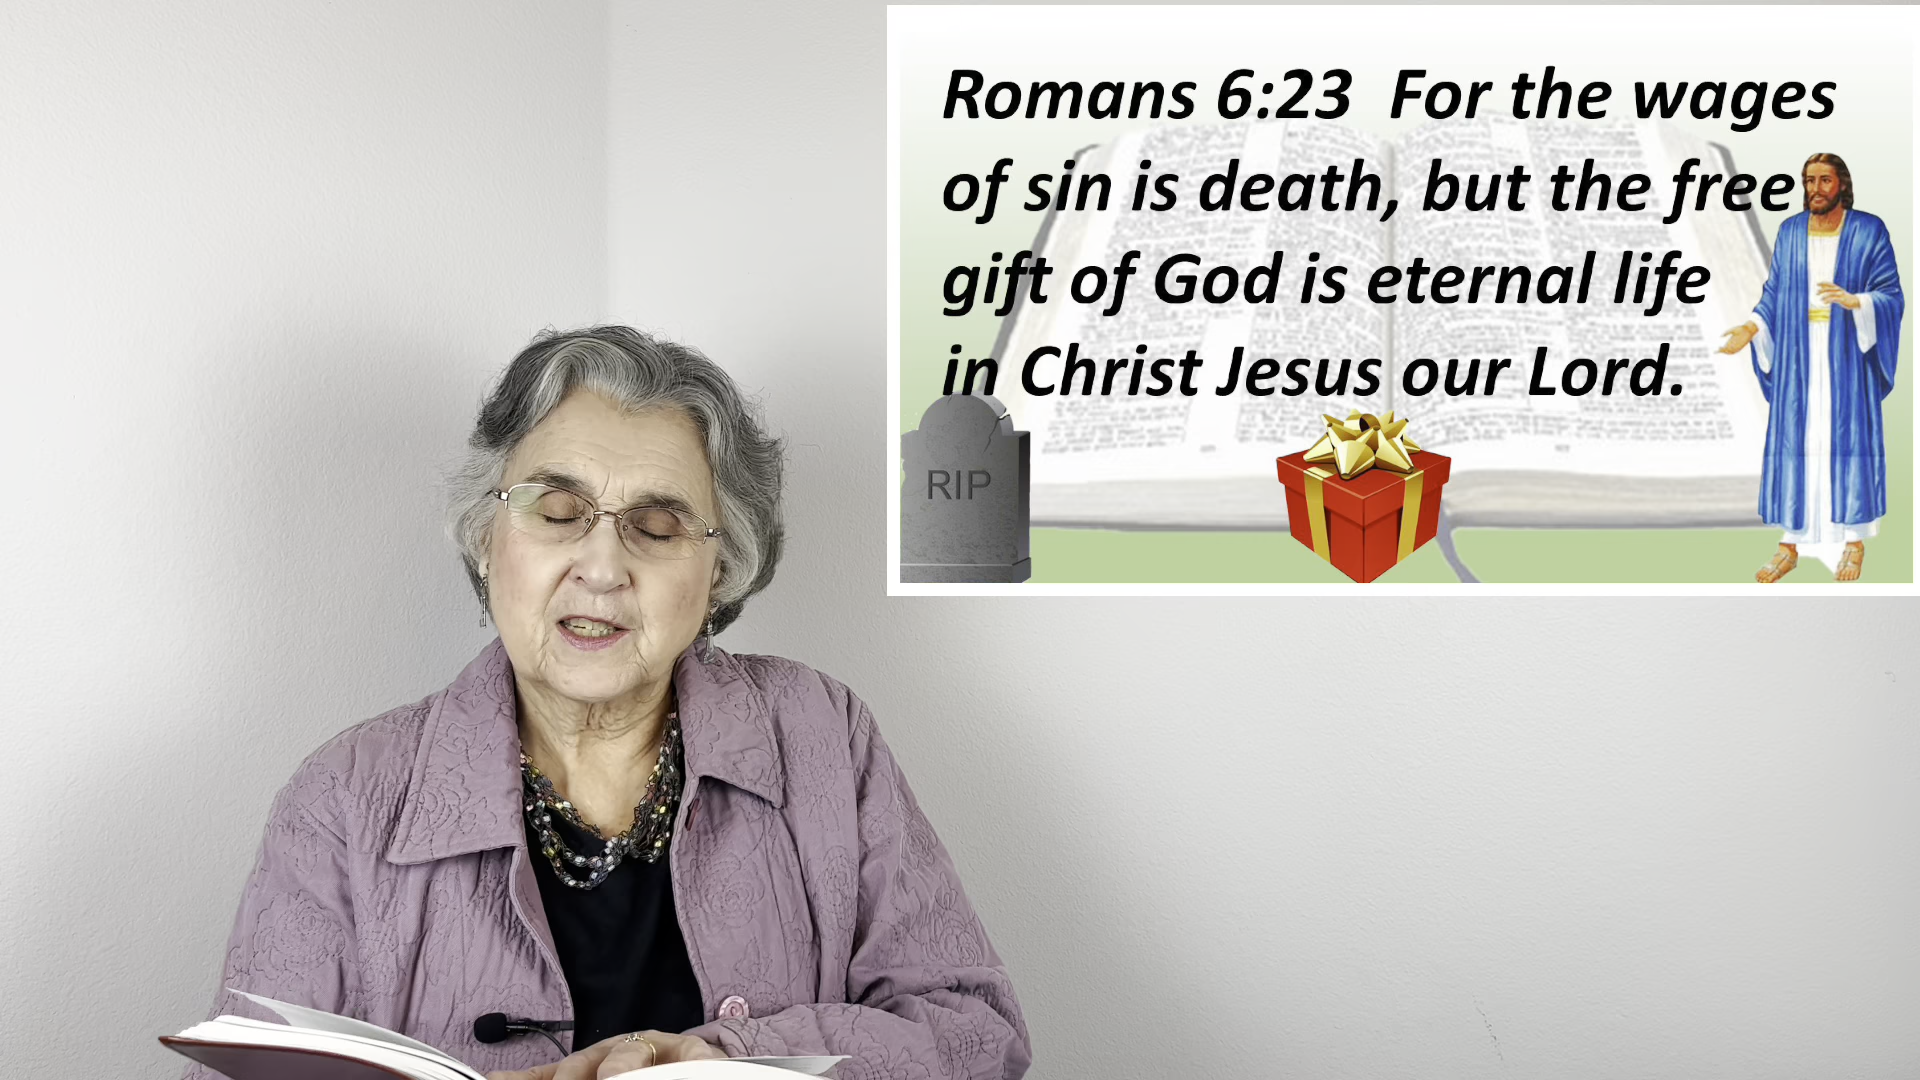 Romans 6:23 For the wages
of sin is death, but the free
gift of God is eternal life
in Christ Jesus our Lord.
RIP